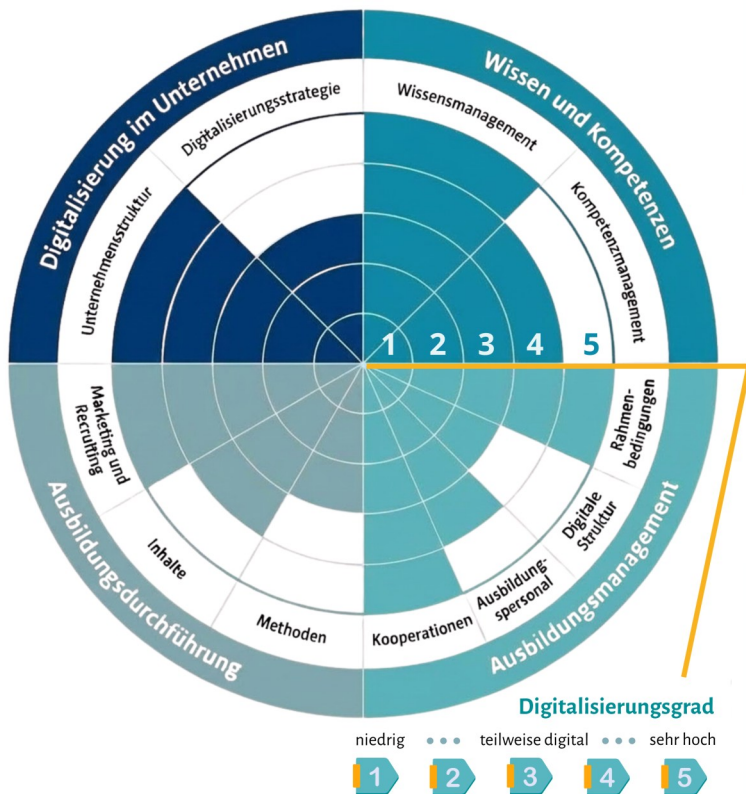 Digitalisierung im Unternehmen
Wissen und Kompetenzen
Digitalisierungsstrategie
Wissensmanagement
Unternehmensstruktur
Kompetenzmanagement
1 2 3 4 5
Marketing und
Recruiting
Rahmen-
bedingungen
Inhalte
Digitale
Struktur
Methoden
Kooperationen
Ausbildung-
spersonal
Ausbildungsdurchführung
Ausbildungsmanagement
Digitalisierungsgrad
niedrig ••• teilweise digital ••• sehr hoch
1 2 3 4 5